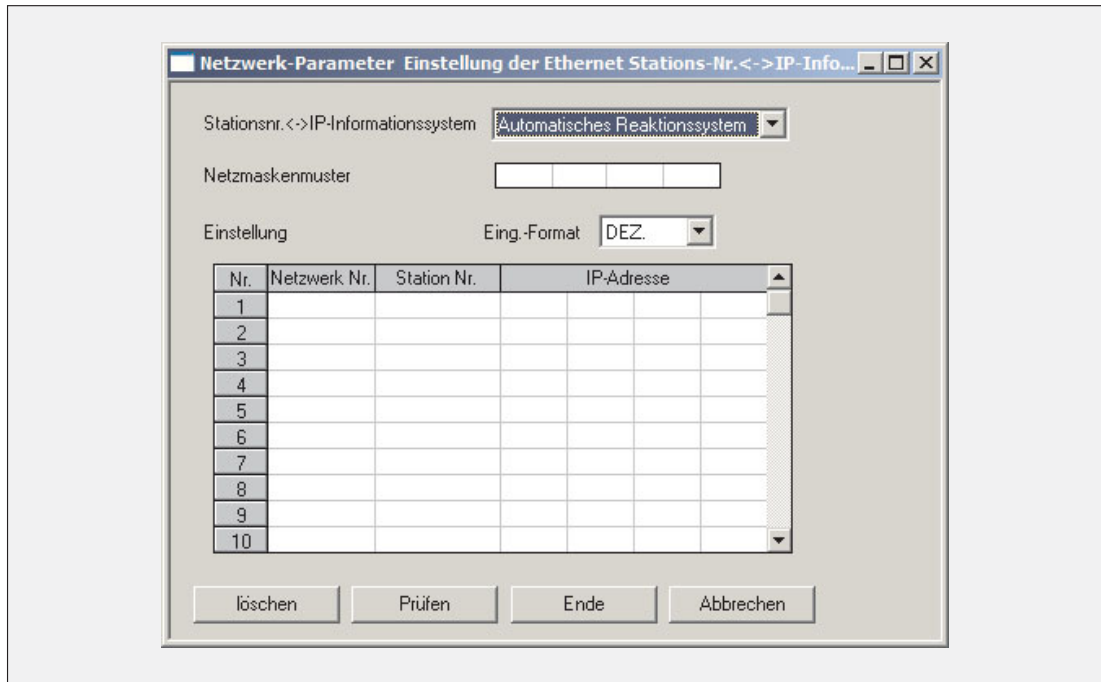 Netzwerk-Parameter Einstellung der Ethernet Stations-Nr.<->IP-Info...
Stationsnr.<->IP-Informationssystem Automatisches Reaktionssystem
Netzmaskenmuster
Einstellung Eing.-Format DEZ.
Nr. Netzwerk Nr. Station Nr. IP-Adresse
1
2
3
4
5
6
7
8
9
10
löschen Prüfen Ende Abbrechen